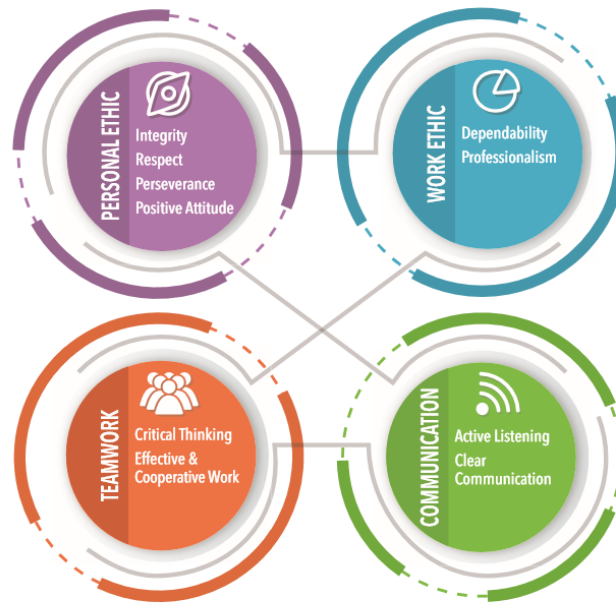 PERSONAL ETHIC
Integrity
Respect
Perseverance
Positive Attitude
WORK ETHIC
Dependability
Professionalism
TEAMWORK
Critical Thinking
Effective &
Cooperative Work
COMMUNICATION
Active Listening
Clear
Communication